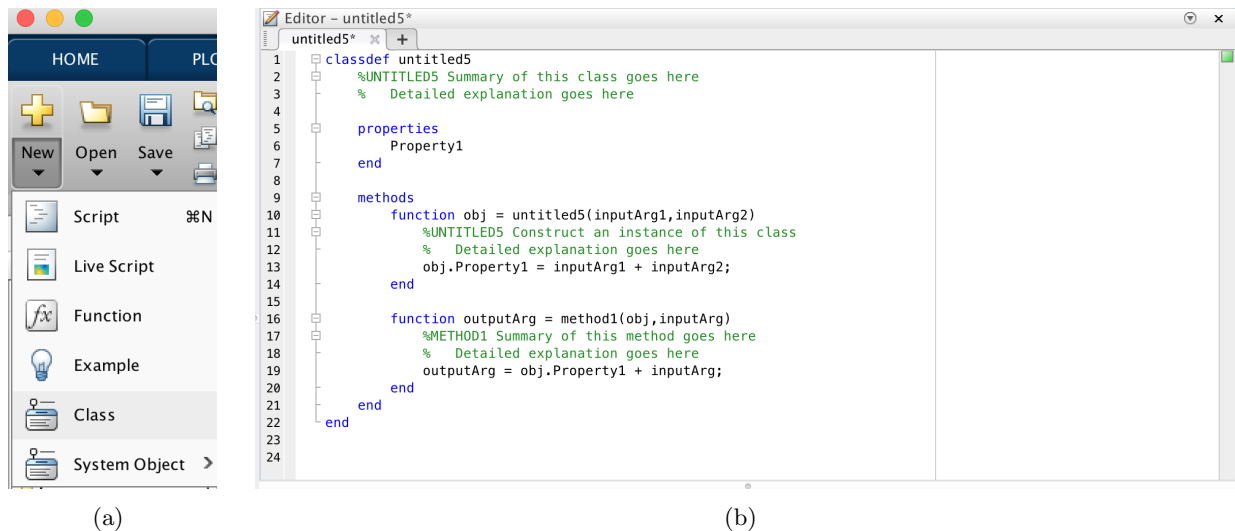 HOME PLO
New Open Save
Script ⌘N
Live Script
fx Function
Example
Class
System Object >
(a)
Editor – untitled5*
untitled5* × +
1 classdef untitled5
2 %UNTITLED5 Summary of this class goes here
3 % Detailed explanation goes here
4
5 properties
6 Property1
7 end
8
9 methods
10 function obj = untitled5(inputArg1,inputArg2)
11 %UNTITLED5 Construct an instance of this class
12 % Detailed explanation goes here
13 obj.Property1 = inputArg1 + inputArg2;
14 end
15
16 function outputArg = method1(obj,inputArg)
17 %METHOD1 Summary of this method goes here
18 % Detailed explanation goes here
19 outputArg = obj.Property1 + inputArg;
20 end
21 end
22 end
23
24
(b)